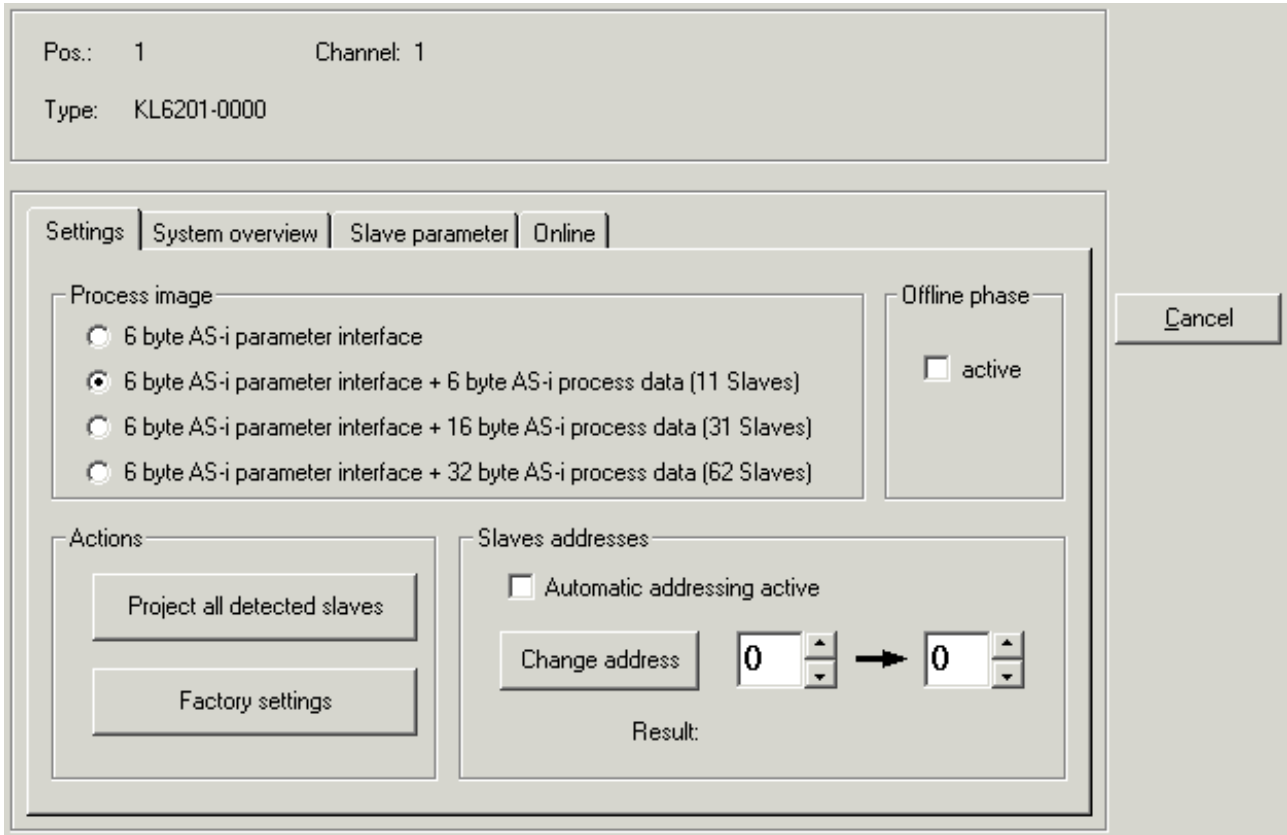 Pos.: 1 Channel: 1
Type: KL6201-0000
Settings System overview Slave parameter Online
Process image
6 byte AS-i parameter interface
6 byte AS-i parameter interface + 6 byte AS-i process data (11 Slaves)
6 byte AS-i parameter interface + 16 byte AS-i process data (31 Slaves)
6 byte AS-i parameter interface + 32 byte AS-i process data (62 Slaves)
Offline phase
active
Cancel
Actions
Project all detected slaves
Factory settings
Slaves addresses
Automatic addressing active
Change address 0 0
Result: